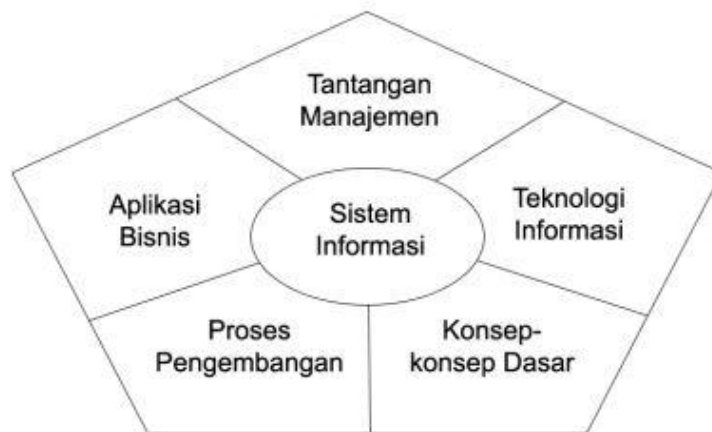 Tantangan
Manajemen
Aplikasi
Bisnis
Sistem
Informasi
Teknologi
Informasi
Proses
Pengembangan
Konsep-
konsep Dasar